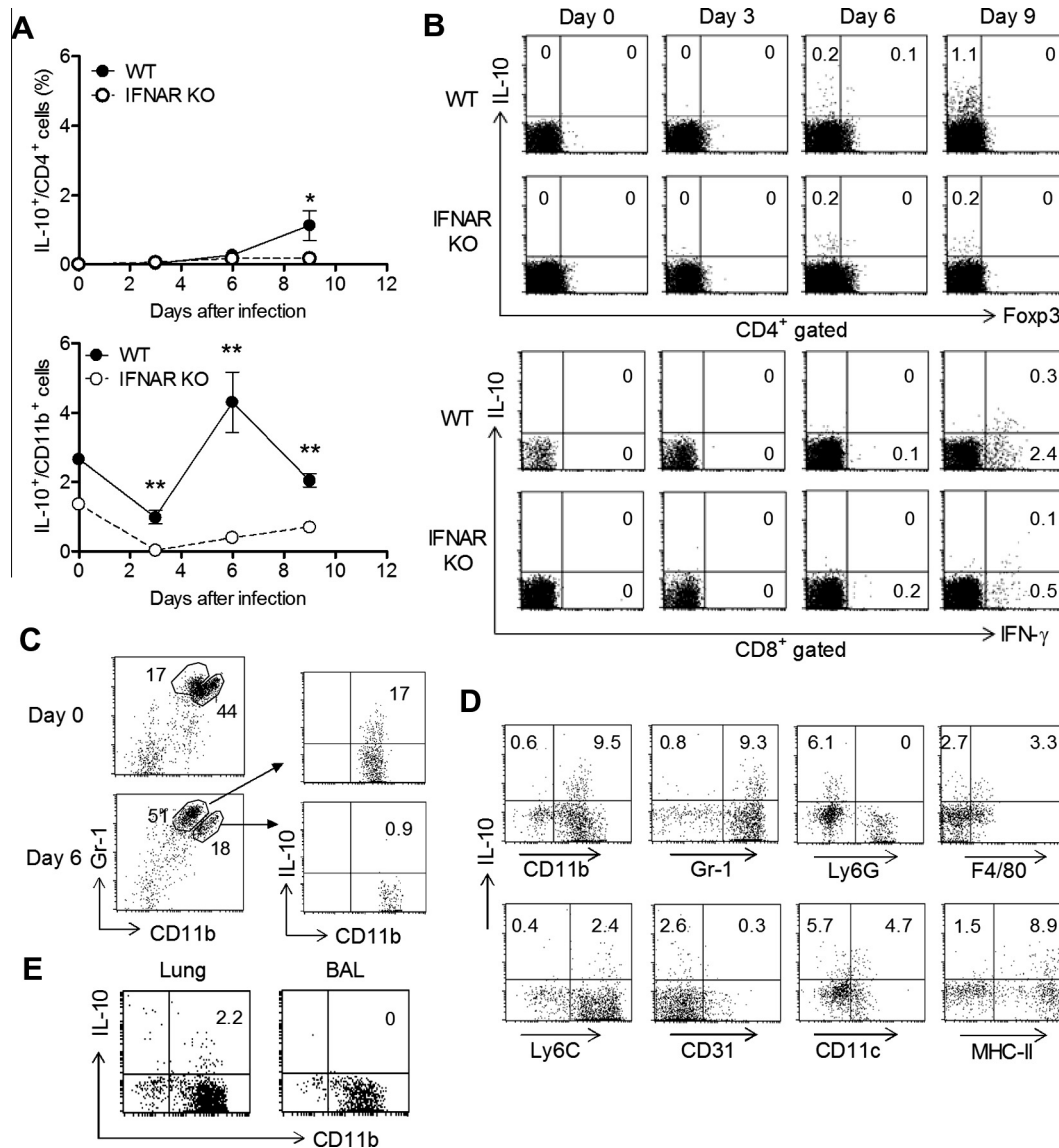 A
IL-10+/CD4+ cells (%)
6
4
2
0
WT
IFNAR KO
*
0 2 4 6 8 10 12
Days after infection
IL-10+/CD11b+ cells
6
4
2
0
WT
IFNAR KO
**
**
**
0 2 4 6 8 10 12
Days after infection
B
Day 0 Day 3 Day 6 Day 9
WT
IL-10
0 0 0 0 0.2 0.1 1.1 0
IFNAR KO
0 0 0 0 0.2 0 0.2 0
CD4+ gated
Foxp3
WT
IL-10
0 0 0 0.3
0 0 0.1 2.4
IFNAR KO
0 0 0 0.1
0 0 0.2 0.5
CD8+ gated
IFN-γ
C
Day 0
17
44
17
Day 6
Gr-1
51
18
IL-10
0.9
CD11b
CD11b
D
IL-10
0.6 9.5 0.8 9.3 6.1 0 2.7 3.3
CD11b Gr-1 Ly6G F4/80
0.4 2.4 2.6 0.3 5.7 4.7 1.5 8.9
Ly6C CD31 CD11c MHC-II
E
Lung BAL
IL-10
2.2 0
CD11b